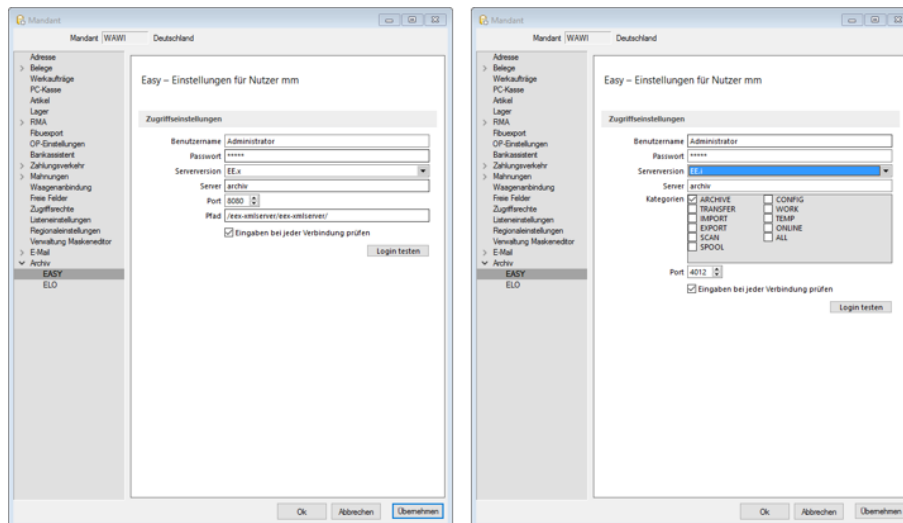 Mandant
Mandant WAWI Deutschland
Adresse
Belege
Werkaufträge
PC-Kasse
Artikel
Lager
RMA
Fibuexport
OP-Einstellungen
Bankassistent
Zahlungsverkehr
Mahnungen
Waagenanbindung
Freie Felder
Zugriffsrechte
Listeneinstellungen
Regionaleinstellungen
Verwaltung Maskeneditor
E-Mail
Archiv
EASY
ELO
Easy – Einstellungen für Nutzer mm
Zugriffseinstellungen
Benutzername Administrator
Passwort *****
Serverversion EE.x
Server archiv
Port 8080
Pfad /eex-xmlserver/eex-xmlserver/
Eingaben bei jeder Verbindung prüfen
Login testen
Ok Abbrechen Übernehmen
Mandant
Mandant WAWI Deutschland
Adresse
Belege
Werkaufträge
PC-Kasse
Artikel
Lager
RMA
Fibuexport
OP-Einstellungen
Bankassistent
Zahlungsverkehr
Mahnungen
Waagenanbindung
Freie Felder
Zugriffsrechte
Listeneinstellungen
Regionaleinstellungen
Verwaltung Maskeneditor
E-Mail
Archiv
EASY
ELO
Easy – Einstellungen für Nutzer mm
Zugriffseinstellungen
Benutzername Administrator
Passwort *****
Serverversion EE.i
Server archiv
Kategorien ARCHIVE CONFIG
TRANSFER WORK
IMPORT TEMP
EXPORT ONLINE
SCAN ALL
SPOOL
Port 4012
Eingaben bei jeder Verbindung prüfen
Login testen
Ok Abbrechen Übernehmen